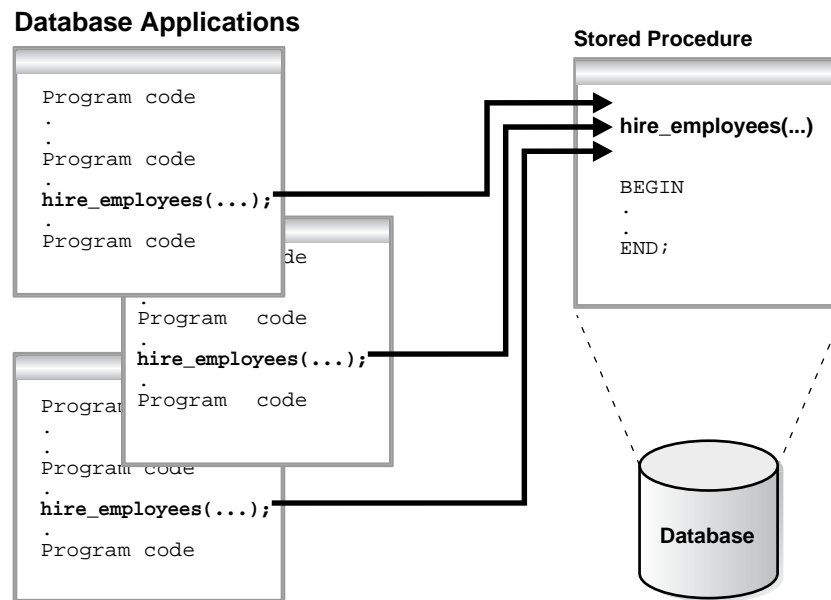 Database Applications
Program code
.
.
Program code
.
hire_employees(...);
.
Program code
de
.
Program code
.
hire_employees(...);
.
Program code
Program
.
.
Program code
.
hire_employees(...);
.
Program code
Stored Procedure
hire_employees(...)
BEGIN
.
.
END;
Database